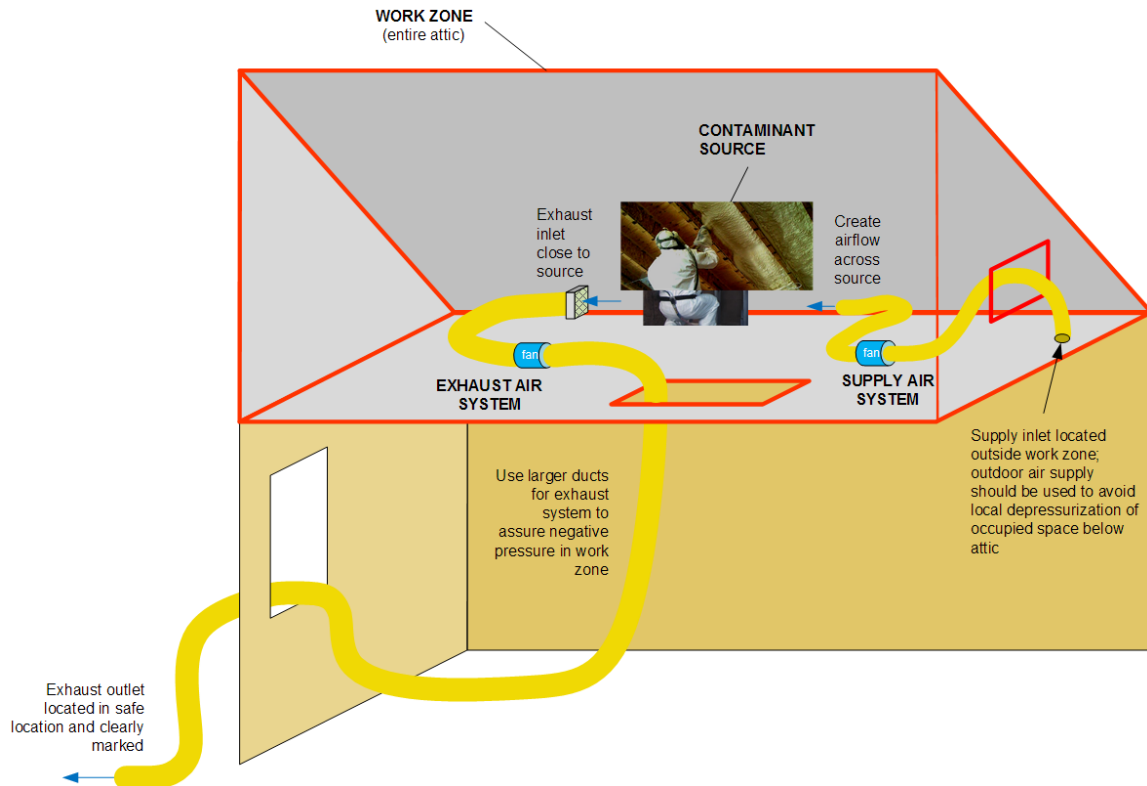 WORK ZONE
(entire attic)
CONTAMINANT
SOURCE
Exhaust
inlet
close to
source
Create
airflow
across
source
fan
fan
EXHAUST AIR
SYSTEM
SUPPLY AIR
SYSTEM
Supply inlet located
outside work zone;
outdoor air supply
should be used to avoid
local depressurization of
occupied space below
attic
Use larger ducts
for exhaust
system to
assure negative
pressure in work
zone
Exhaust outlet
located in safe
location and clearly
marked